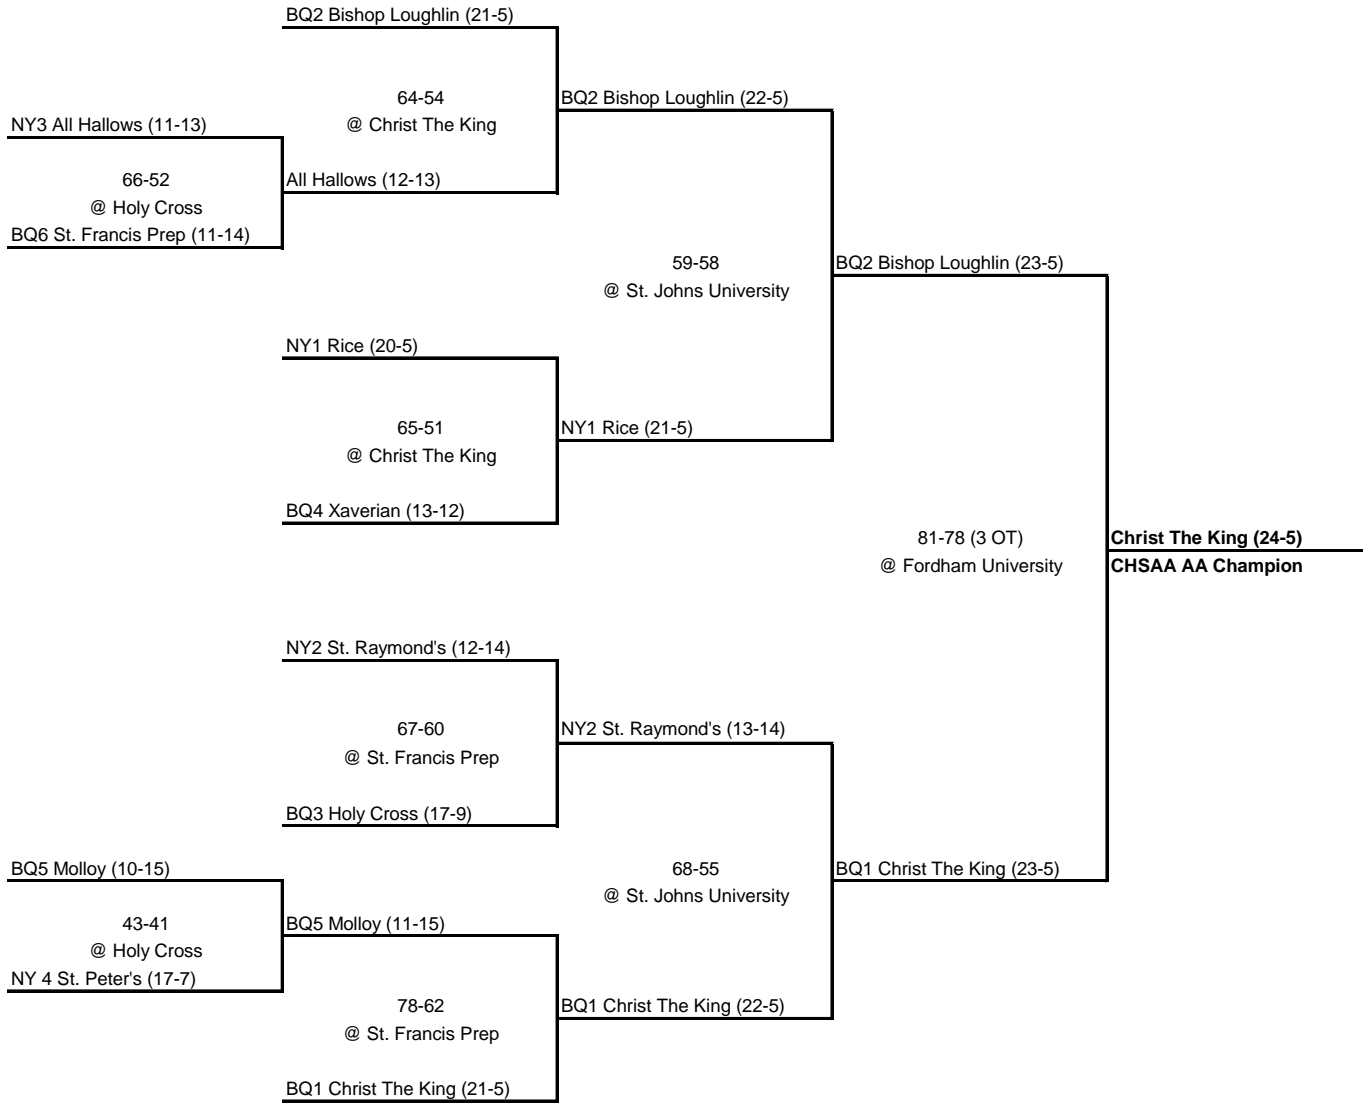 BQ2 Bishop Loughlin (21-5)
64-54
@ Christ The King
BQ2 Bishop Loughlin (22-5)
NY3 All Hallows (11-13)
66-52
@ Holy Cross
All Hallows (12-13)
BQ6 St. Francis Prep (11-14)
59-58
@ St. Johns University
BQ2 Bishop Loughlin (23-5)
NY1 Rice (20-5)
65-51
@ Christ The King
NY1 Rice (21-5)
BQ4 Xaverian (13-12)
81-78 (3 OT)
@ Fordham University
Christ The King (24-5)
CHSAA AA Champion
NY2 St. Raymond's (12-14)
67-60
@ St. Francis Prep
NY2 St. Raymond's (13-14)
BQ3 Holy Cross (17-9)
68-55
@ St. Johns University
BQ1 Christ The King (23-5)
BQ5 Molloy (10-15)
43-41
@ Holy Cross
BQ5 Molloy (11-15)
NY 4 St. Peter's (17-7)
78-62
@ St. Francis Prep
BQ1 Christ The King (22-5)
BQ1 Christ The King (21-5)